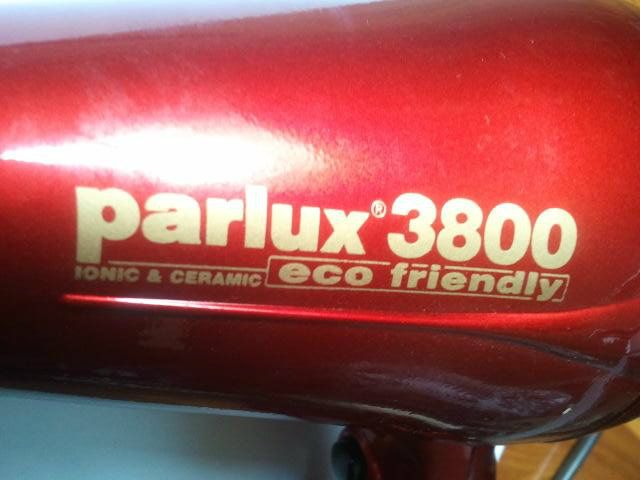 parlux® 3800
IONIC & CERAMIC eco friendly